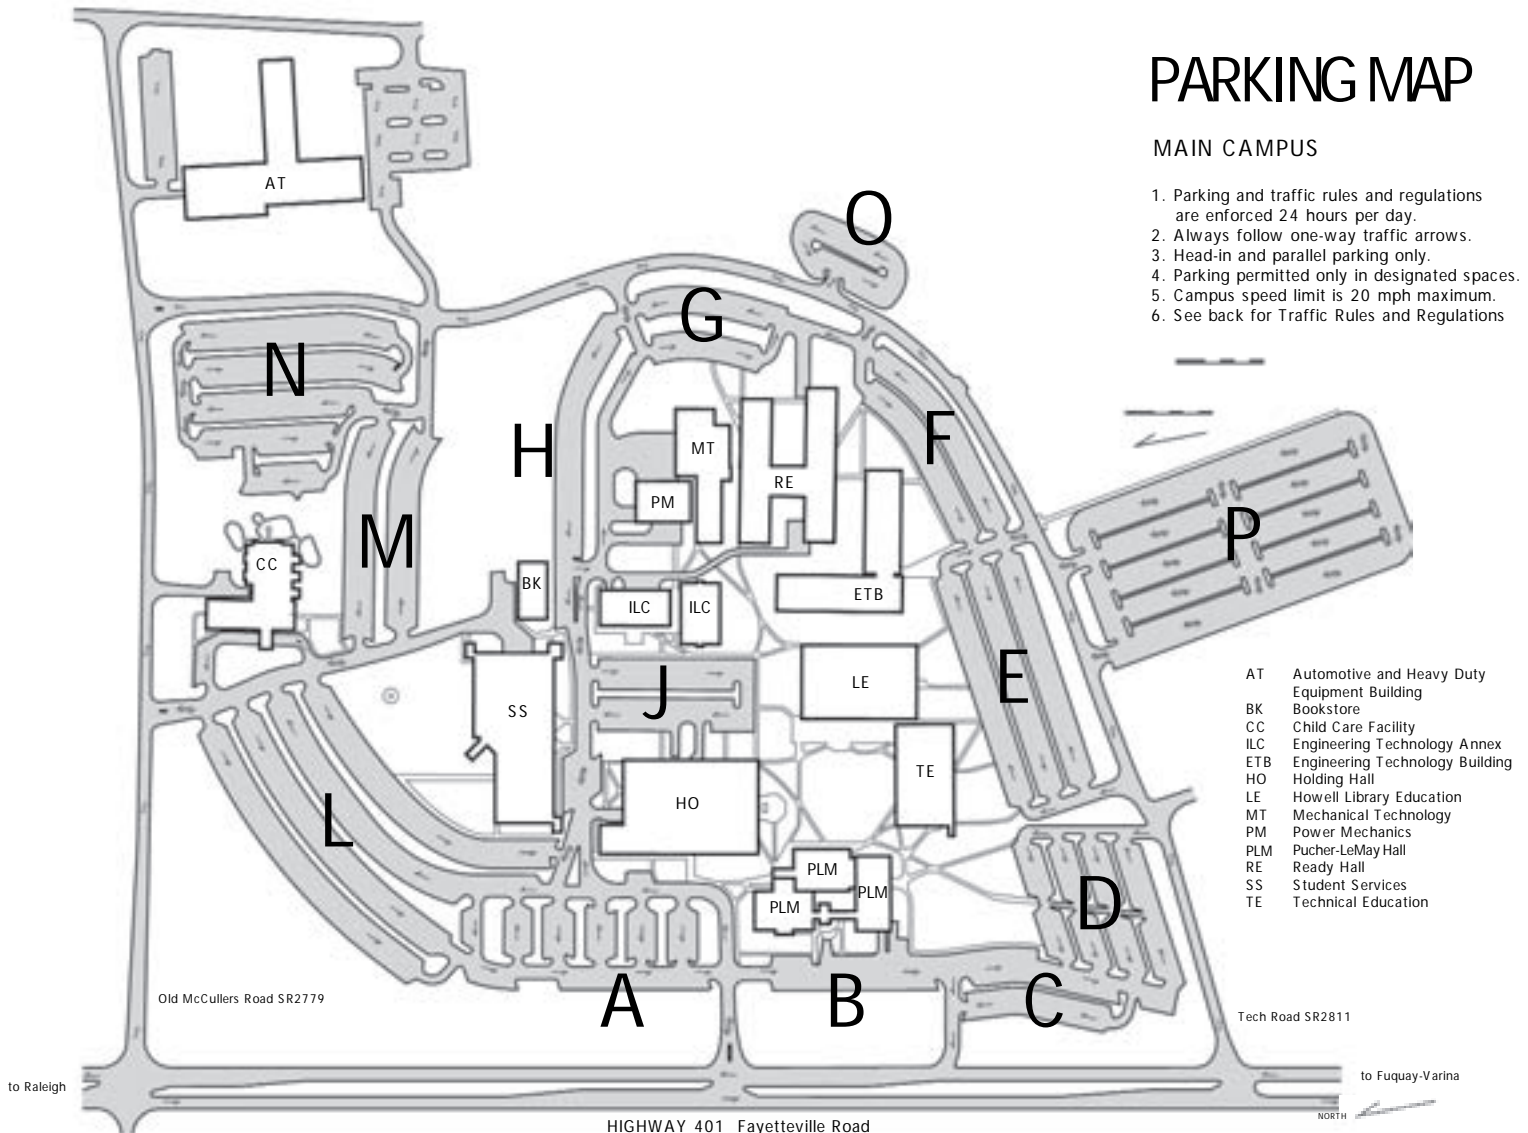 PARKING MAP
MAIN CAMPUS
1. Parking and traffic rules and regulations
are enforced 24 hours per day.
2. Always follow one-way traffic arrows.
3. Head-in and parallel parking only.
4. Parking permitted only in designated spaces.
5. Campus speed limit is 20 mph maximum.
6. See back for Traffic Rules and Regulations
AT
O
G
N
H
F
MT
RE
PM
P
M
CC
BK
ILC
ILC
ETB
E
J
LE
SS
TE
L
HO
PLM
PLM
PLM
D
A
B
C
AT Automotive and Heavy Duty
Equipment Building
BK Bookstore
CC Child Care Facility
ILC Engineering Technology Annex
ETB Engineering Technology Building
HO Holding Hall
LE Howell Library Education
MT Mechanical Technology
PM Power Mechanics
PLM Pucher-LeMay Hall
RE Ready Hall
SS Student Services
TE Technical Education
Old McCullers Road SR2779
Tech Road SR2811
to Raleigh
to Fuquay-Varina
NORTH
HIGHWAY 401 Fayetteville Road